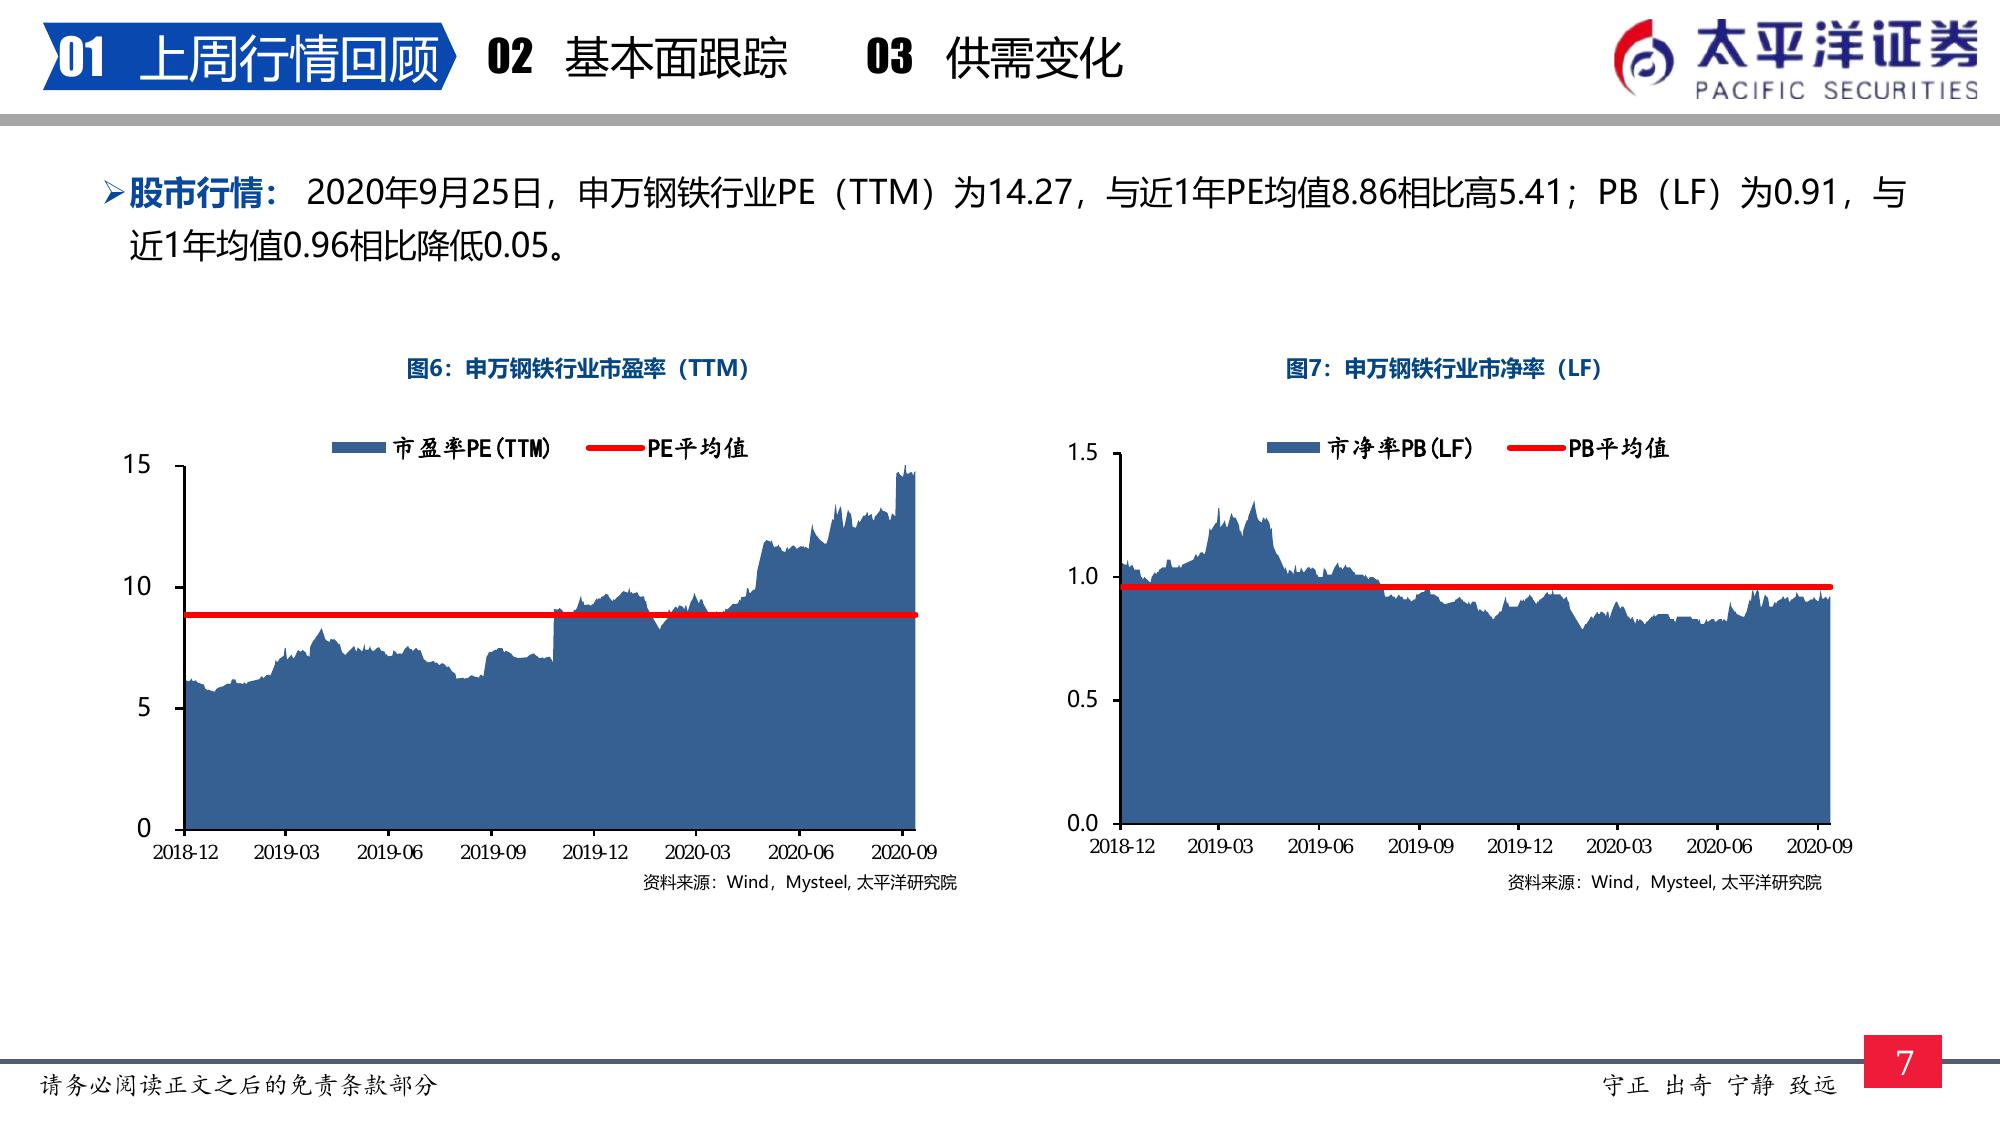 01 上周行情回顾 02 基本面跟踪 03 供需变化
太平洋证券
PACIFIC SECURITIES
➢股市行情： 2020年9月25日，申万钢铁行业PE（TTM）为14.27，与近1年PE均值8.86相比高5.41；PB（LF）为0.91，与
近1年均值0.96相比降低0.05。
图6：申万钢铁行业市盈率（TTM）
市盈率PE(TTM) PE平均值
15
10
5
0
2018-12 2019-03 2019-06 2019-09 2019-12 2020-03 2020-06 2020-09
资料来源：Wind，Mysteel, 太平洋研究院
图7：申万钢铁行业市净率（LF）
市净率PB(LF) PB平均值
1.5
1.0
0.5
0.0
2018-12 2019-03 2019-06 2019-09 2019-12 2020-03 2020-06 2020-09
资料来源：Wind，Mysteel, 太平洋研究院
请务必阅读正文之后的免责条款部分
守正 出奇 宁静 致远
7